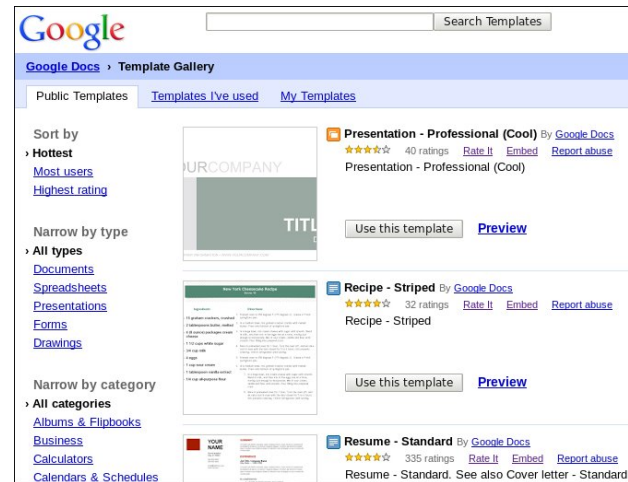 Google
Search Templates
Google Docs › Template Gallery
Public Templates Templates I've used My Templates
Sort by
› Hottest
Most users
Highest rating
Narrow by type
› All types
Documents
Spreadsheets
Presentations
Forms
Drawings
Narrow by category
› All categories
Albums & Flipbooks
Business
Calculators
Calendars & Schedules
OURCOMPANY
TITL
Presentation - Professional (Cool) By Google Docs
40 ratings Rate It Embed Report abuse
Presentation - Professional (Cool)
Use this template Preview
New York Cheesecake Recipe
Recipe - Striped By Google Docs
32 ratings Rate It Embed Report abuse
Recipe - Striped
Use this template Preview
YOUR
NAME
Resume - Standard By Google Docs
335 ratings Rate It Embed Report abuse
Resume - Standard. See also Cover letter - Standard